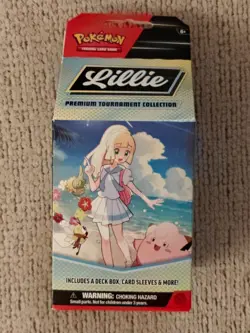 POKÉMON
TRADING CARD GAME
6+
Lillie
PREMIUM TOURNAMENT COLLECTION
INCLUDES A DECK BOX, CARD SLEEVES & MORE!
WARNING: CHOKING HAZARD
Small parts. Not for children under 3 years.